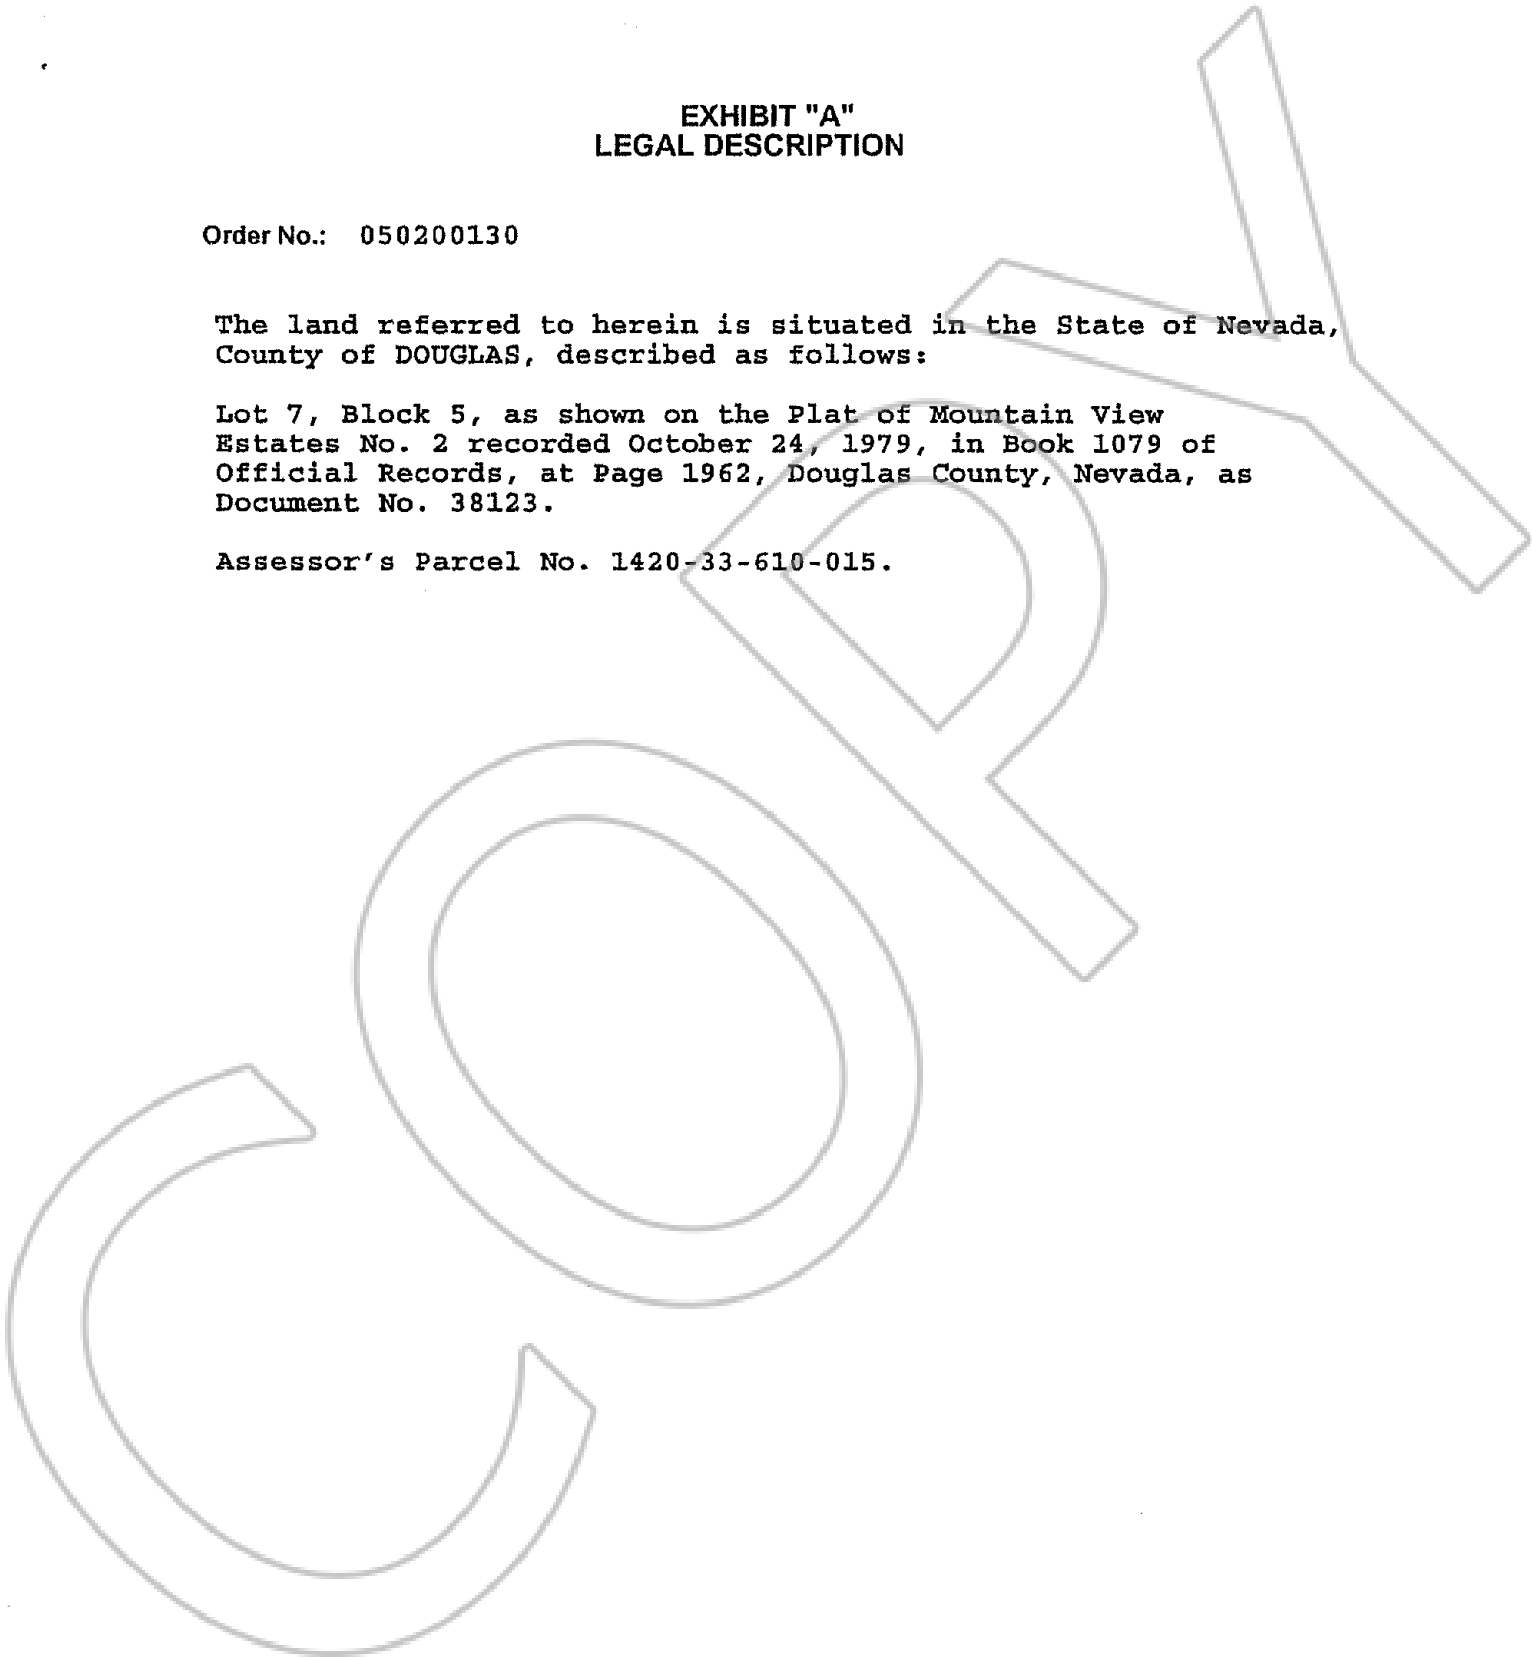 EXHIBIT "A"
LEGAL DESCRIPTION
Order No.: 050200130
The land referred to herein is situated in the State of Nevada,
County of DOUGLAS, described as follows:
Lot 7, Block 5, as shown on the Plat of Mountain View
Estates No. 2 recorded October 24, 1979, in Book 1079 of
Official Records, at Page 1962, Douglas County, Nevada, as
Document No. 38123.
Assessor's Parcel No. 1420-33-610-015.
COPY